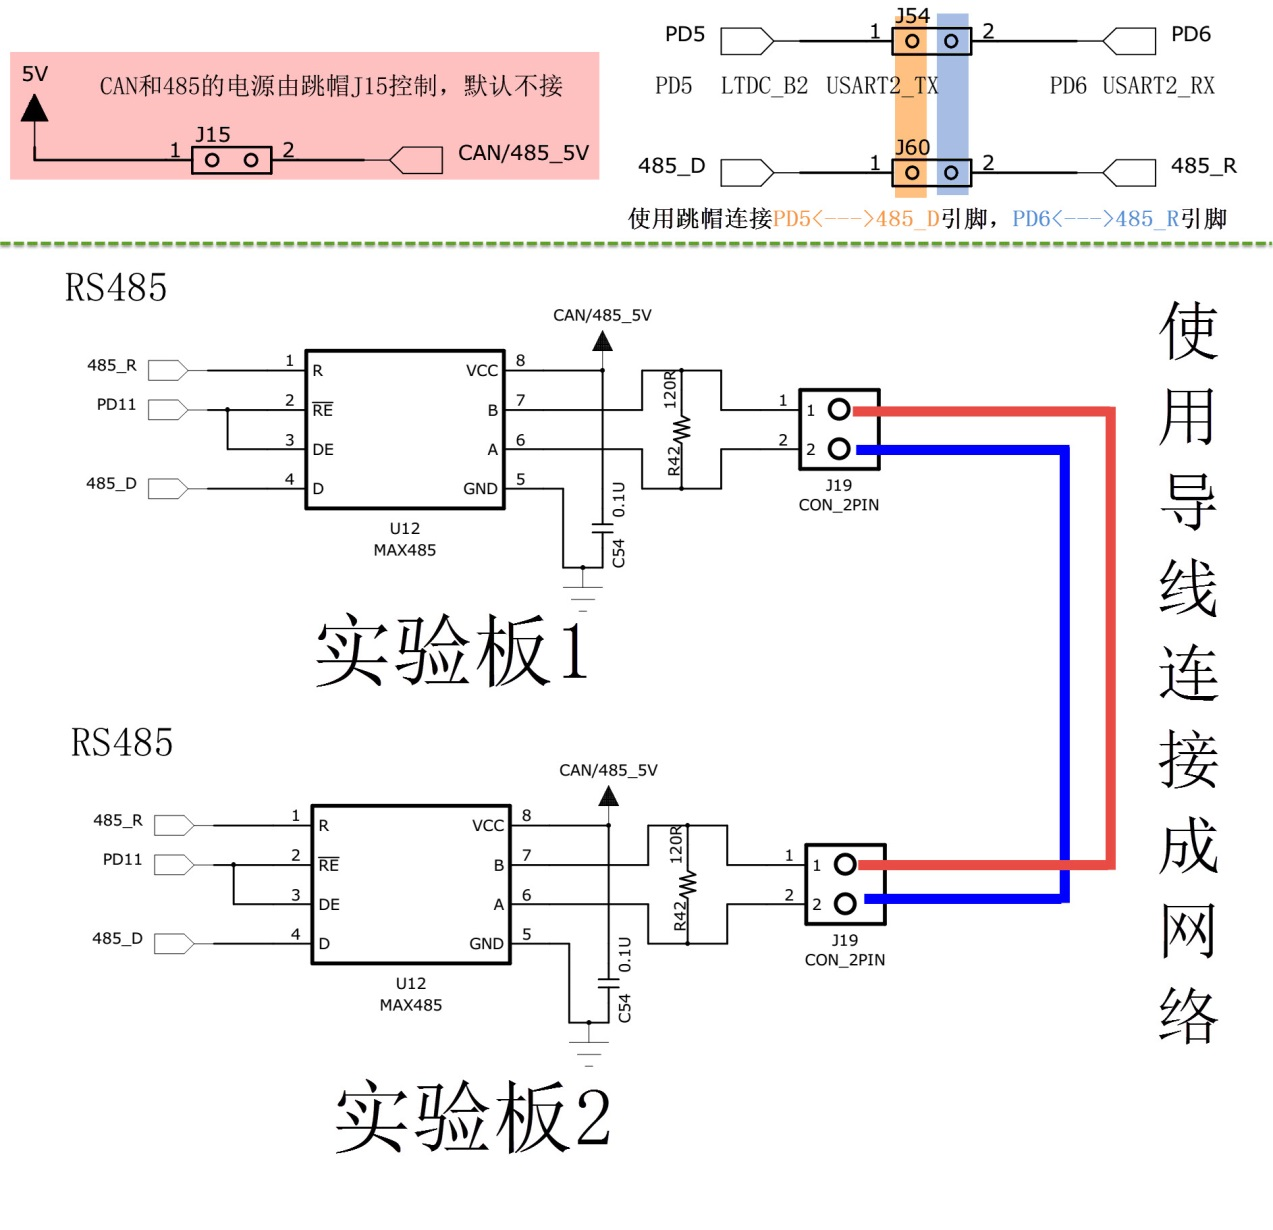 5V
CAN和485的电源由跳帽J15控制，默认不接
J15
1
2
CAN/485_5V
J54
PD5
1
2
PD6
PD5 LTDC_B2 USART2_TX
PD6 USART2_RX
J60
485_D
1
2
485_R
使用跳帽连接PD5<--->485_D引脚，PD6<--->485_R引脚
RS485
CAN/485_5V
485_R
1
R
VCC
8
PD11
2
RE
B
7
3
DE
A
6
485_D
4
D
GND
5
U12
MAX485
120R
R42
0.1U
C54
1
1
2
2
J19
CON_2PIN
实验板1
RS485
CAN/485_5V
485_R
1
R
VCC
8
PD11
2
RE
B
7
3
DE
A
6
485_D
4
D
GND
5
U12
MAX485
120R
R42
0.1U
C54
1
1
2
2
J19
CON_2PIN
实验板2
使用导线连接成网络